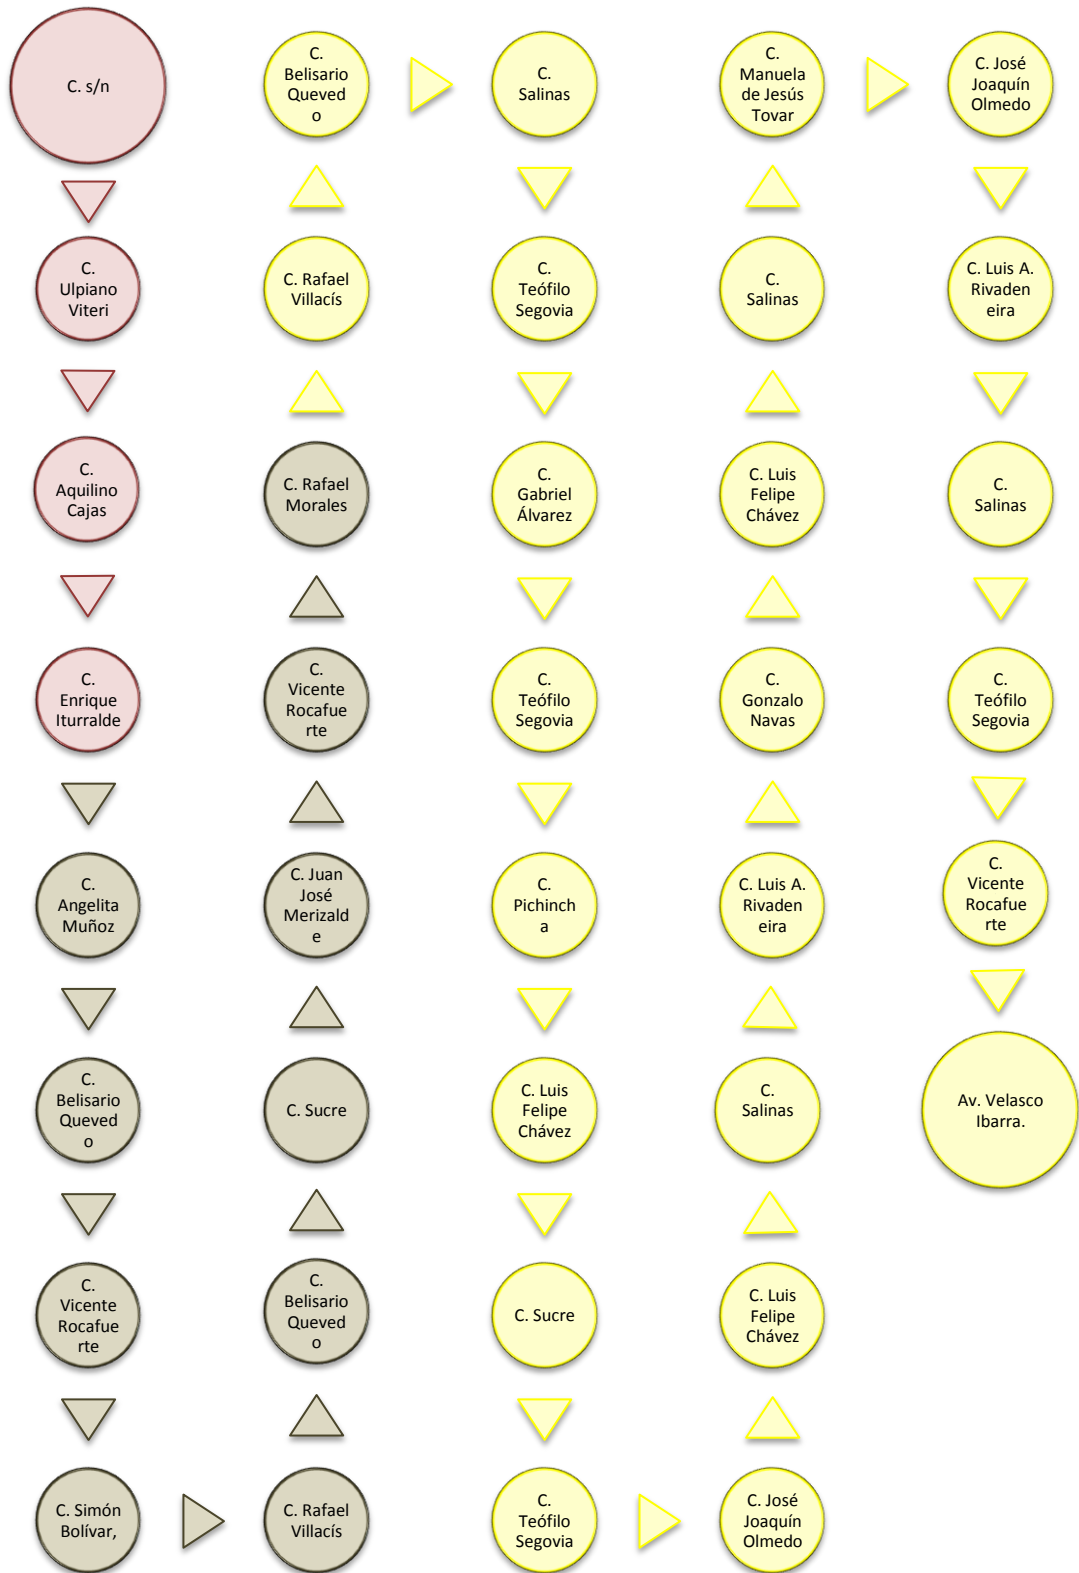 C. s/n
C.
Ulpiano
Viteri
C.
Aquilino
Cajas
C.
Enrique
Iturralde
C.
Angelita
Muñoz
C.
Belisario
Queved
o
C.
Vicente
Rocafue
rte
C. Simón
Bolívar,
C. Rafael
Villacís
C.
Belisario
Queved
o
C. Sucre
C. Juan
José
Merizald
e
C.
Vicente
Rocafue
rte
C. Rafael
Morales
C. Rafael
Villacís
C.
Belisario
Queved
o
C.
Salinas
C.
Teófilo
Segovia
C.
Gabriel
Álvarez
C.
Teófilo
Segovia
C.
Pichinch
a
C. Luis
Felipe
Chávez
C. Sucre
C.
Teófilo
Segovia
C. José
Joaquín
Olmedo
C. Luis
Felipe
Chávez
C.
Salinas
C. Luis A.
Rivaden
eira
C.
Gonzalo
Navas
C. Luis
Felipe
Chávez
C.
Salinas
C.
Manuela
de Jesús
Tovar
C. José
Joaquín
Olmedo
C. Luis A.
Rivaden
eira
C.
Salinas
C.
Teófilo
Segovia
C.
Vicente
Rocafue
rte
Av. Velasco
Ibarra.